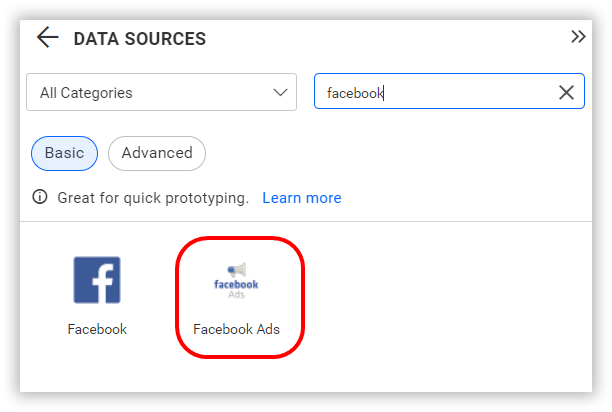 DATA SOURCES
All Categories
facebook
Basic
Advanced
Great for quick prototyping. Learn more
facebook
Ads
Facebook
Facebook Ads